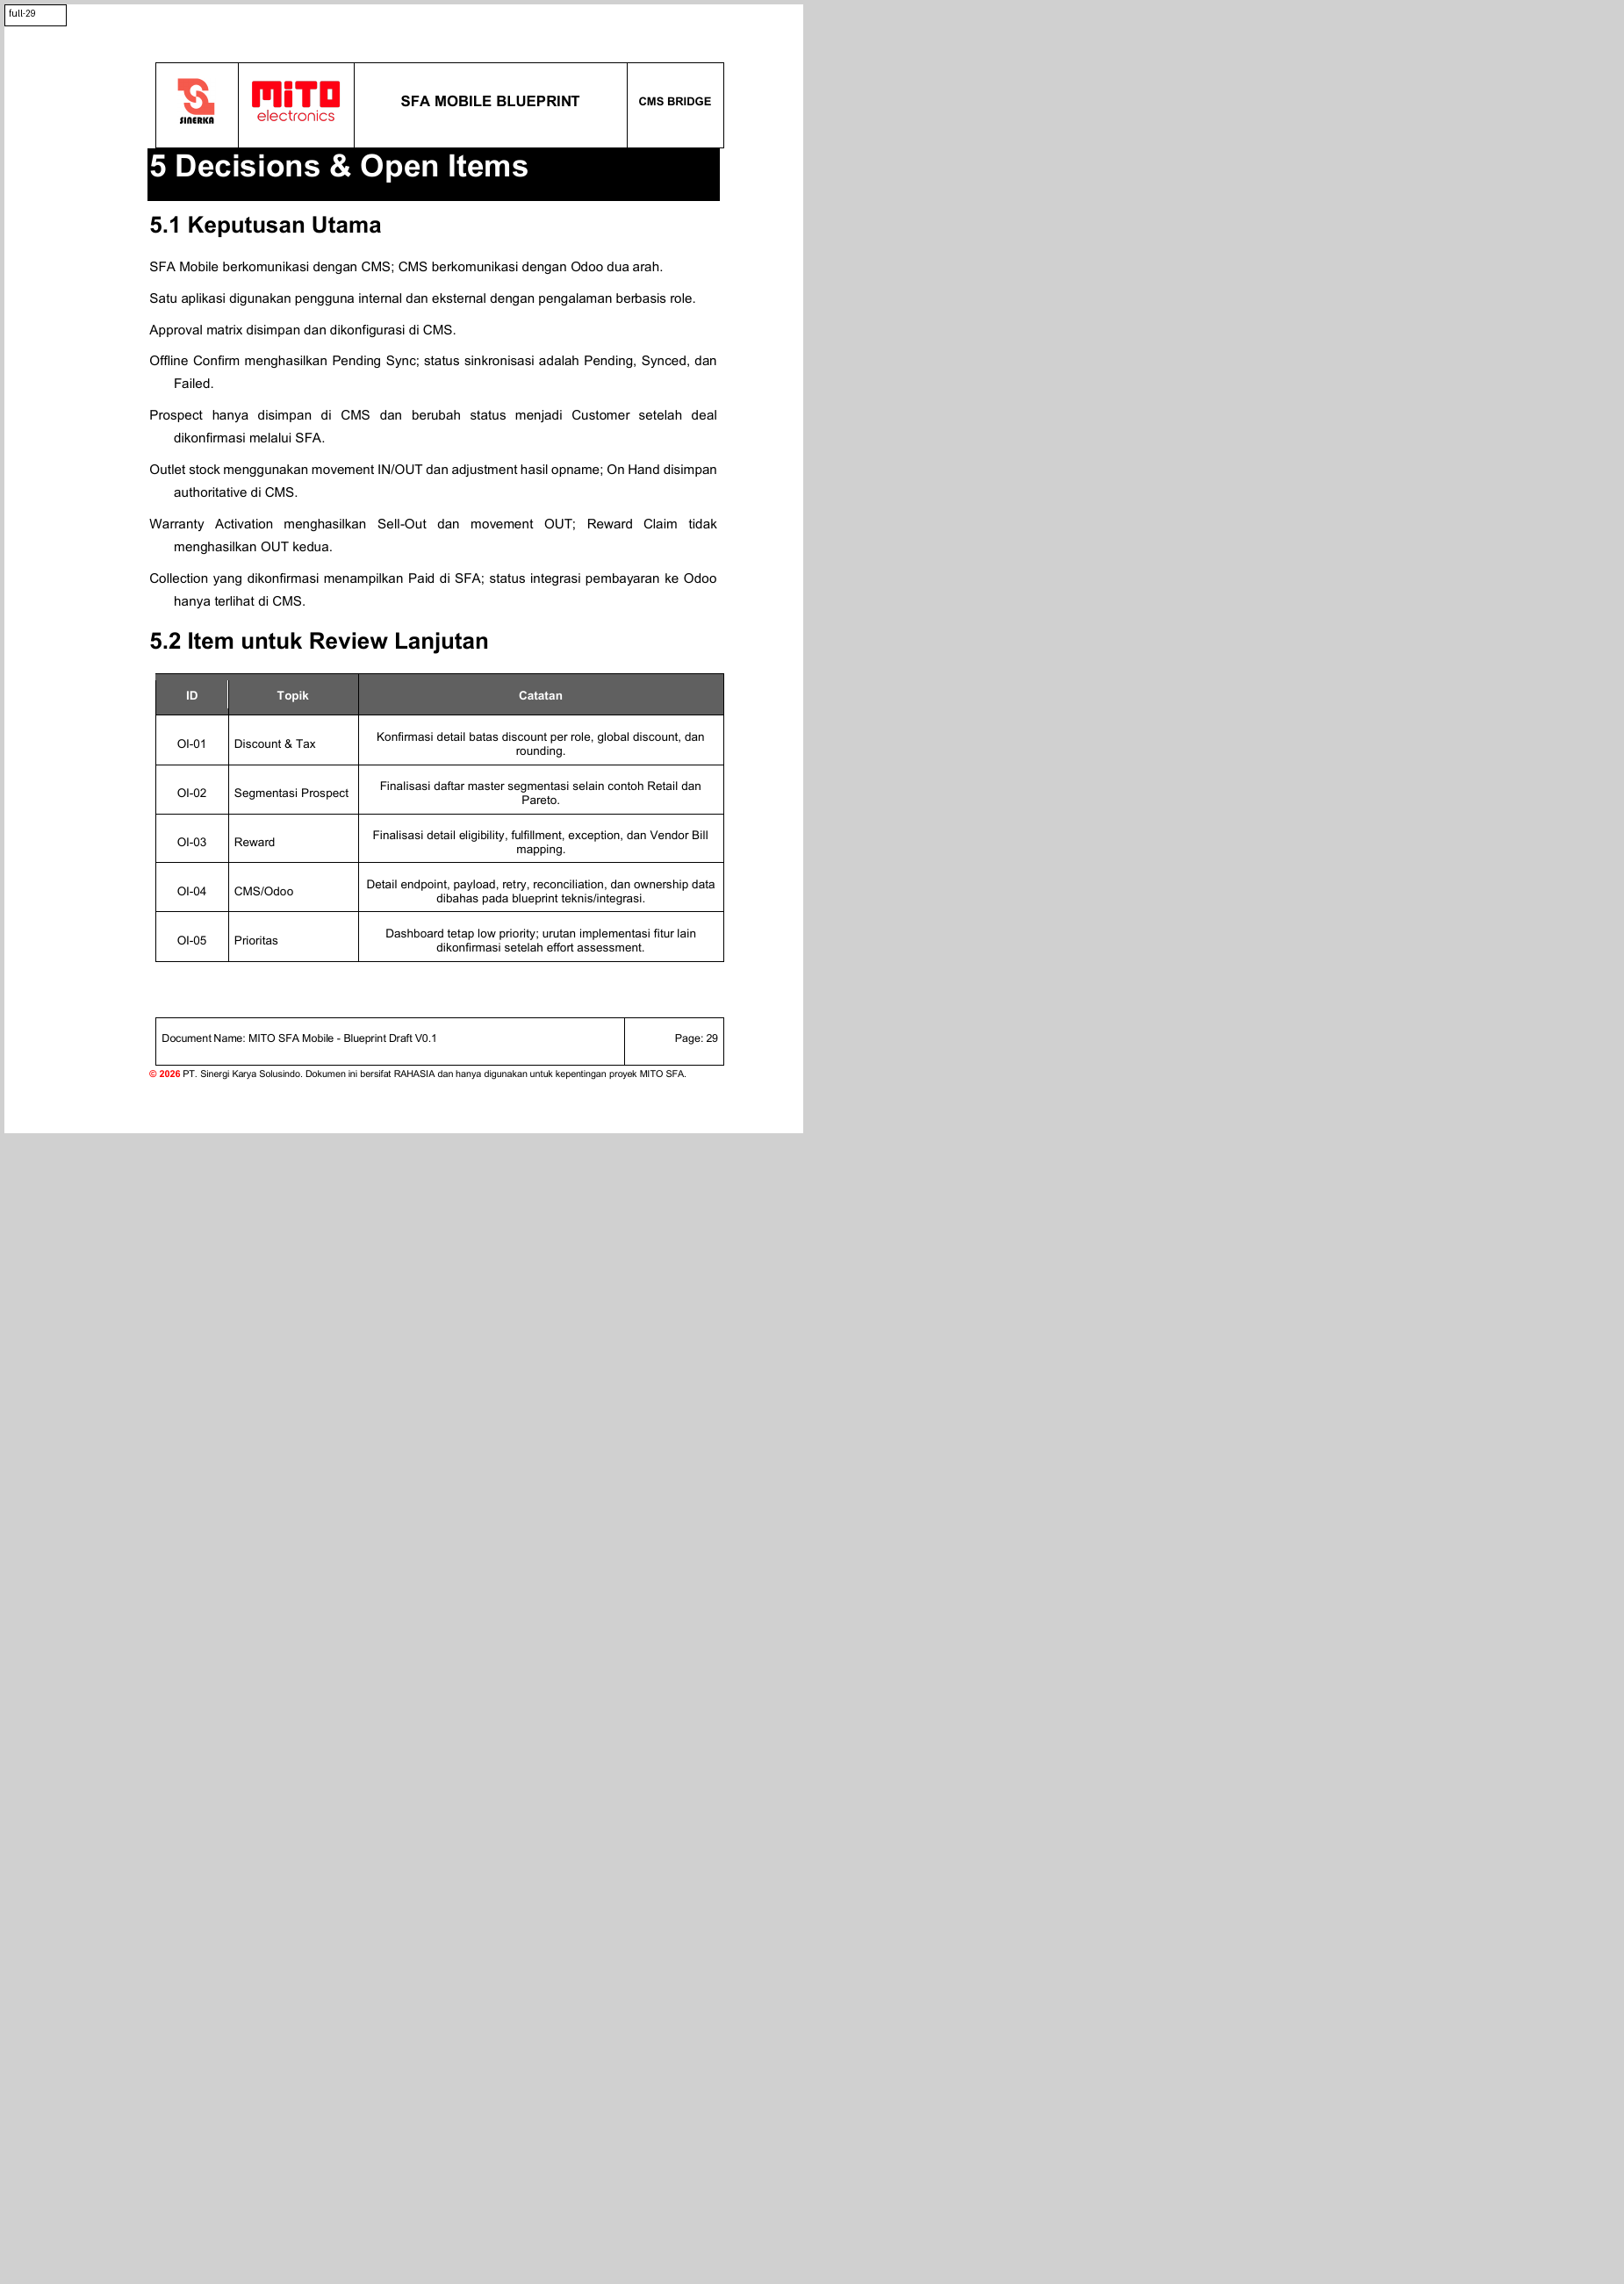 full-29
SINERKA
MiTO
electronics
SFA MOBILE BLUEPRINT
CMS BRIDGE
5 Decisions & Open Items
5.1 Keputusan Utama
SFA Mobile berkomunikasi dengan CMS; CMS berkomunikasi dengan Odoo dua arah.
Satu aplikasi digunakan pengguna internal dan eksternal dengan pengalaman berbasis role.
Approval matrix disimpan dan dikonfigurasi di CMS.
Offline Confirm menghasilkan Pending Sync; status sinkronisasi adalah Pending, Synced, dan
Failed.
Prospect hanya disimpan di CMS dan berubah status menjadi Customer setelah deal
dikonfirmasi melalui SFA.
Outlet stock menggunakan movement IN/OUT dan adjustment hasil opname; On Hand disimpan
authoritative di CMS.
Warranty Activation menghasilkan Sell-Out dan movement OUT; Reward Claim tidak
menghasilkan OUT kedua.
Collection yang dikonfirmasi menampilkan Paid di SFA; status integrasi pembayaran ke Odoo
hanya terlihat di CMS.
5.2 Item untuk Review Lanjutan
ID Topik Catatan
OI-01 Discount & Tax Konfirmasi detail batas discount per role, global discount, dan
rounding.
OI-02 Segmentasi Prospect Finalisasi daftar master segmentasi selain contoh Retail dan
Pareto.
OI-03 Reward Finalisasi detail eligibility, fulfillment, exception, dan Vendor Bill
mapping.
OI-04 CMS/Odoo Detail endpoint, payload, retry, reconciliation, dan ownership data
dibahas pada blueprint teknis/integrasi.
OI-05 Prioritas Dashboard tetap low priority; urutan implementasi fitur lain
dikonfirmasi setelah effort assessment.
Document Name: MITO SFA Mobile - Blueprint Draft V0.1 Page: 29
© 2026 PT. Sinergi Karya Solusindo. Dokumen ini bersifat RAHASIA dan hanya digunakan untuk kepentingan proyek MITO SFA.